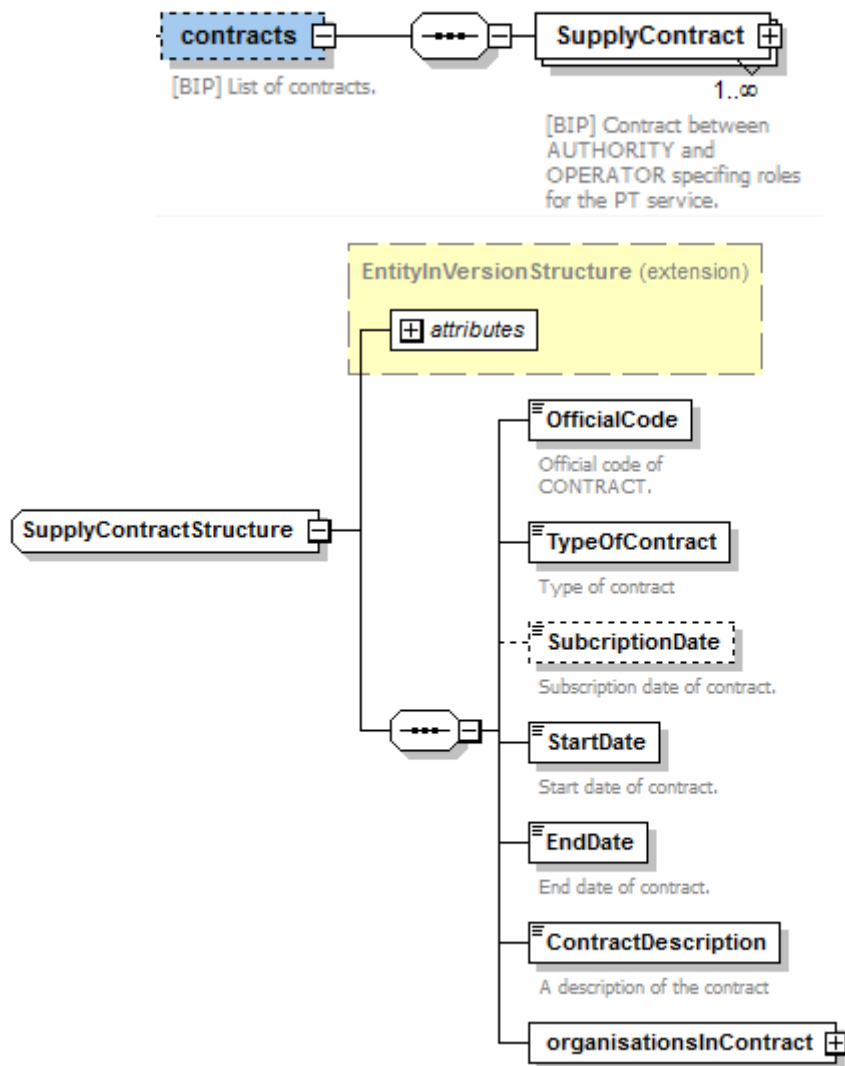 contracts
SupplyContract
[BIP] List of contracts.
1..∞
[BIP] Contract between
AUTHORITY and
OPERATOR specifing roles
for the PT service.
EntityInVersionStructure (extension)
attributes
OfficialCode
Official code of
CONTRACT.
SupplyContractStructure
TypeOfContract
Type of contract
SubcriptionDate
Subscription date of contract.
StartDate
Start date of contract.
EndDate
End date of contract.
ContractDescription
A description of the contract
organisationsInContract